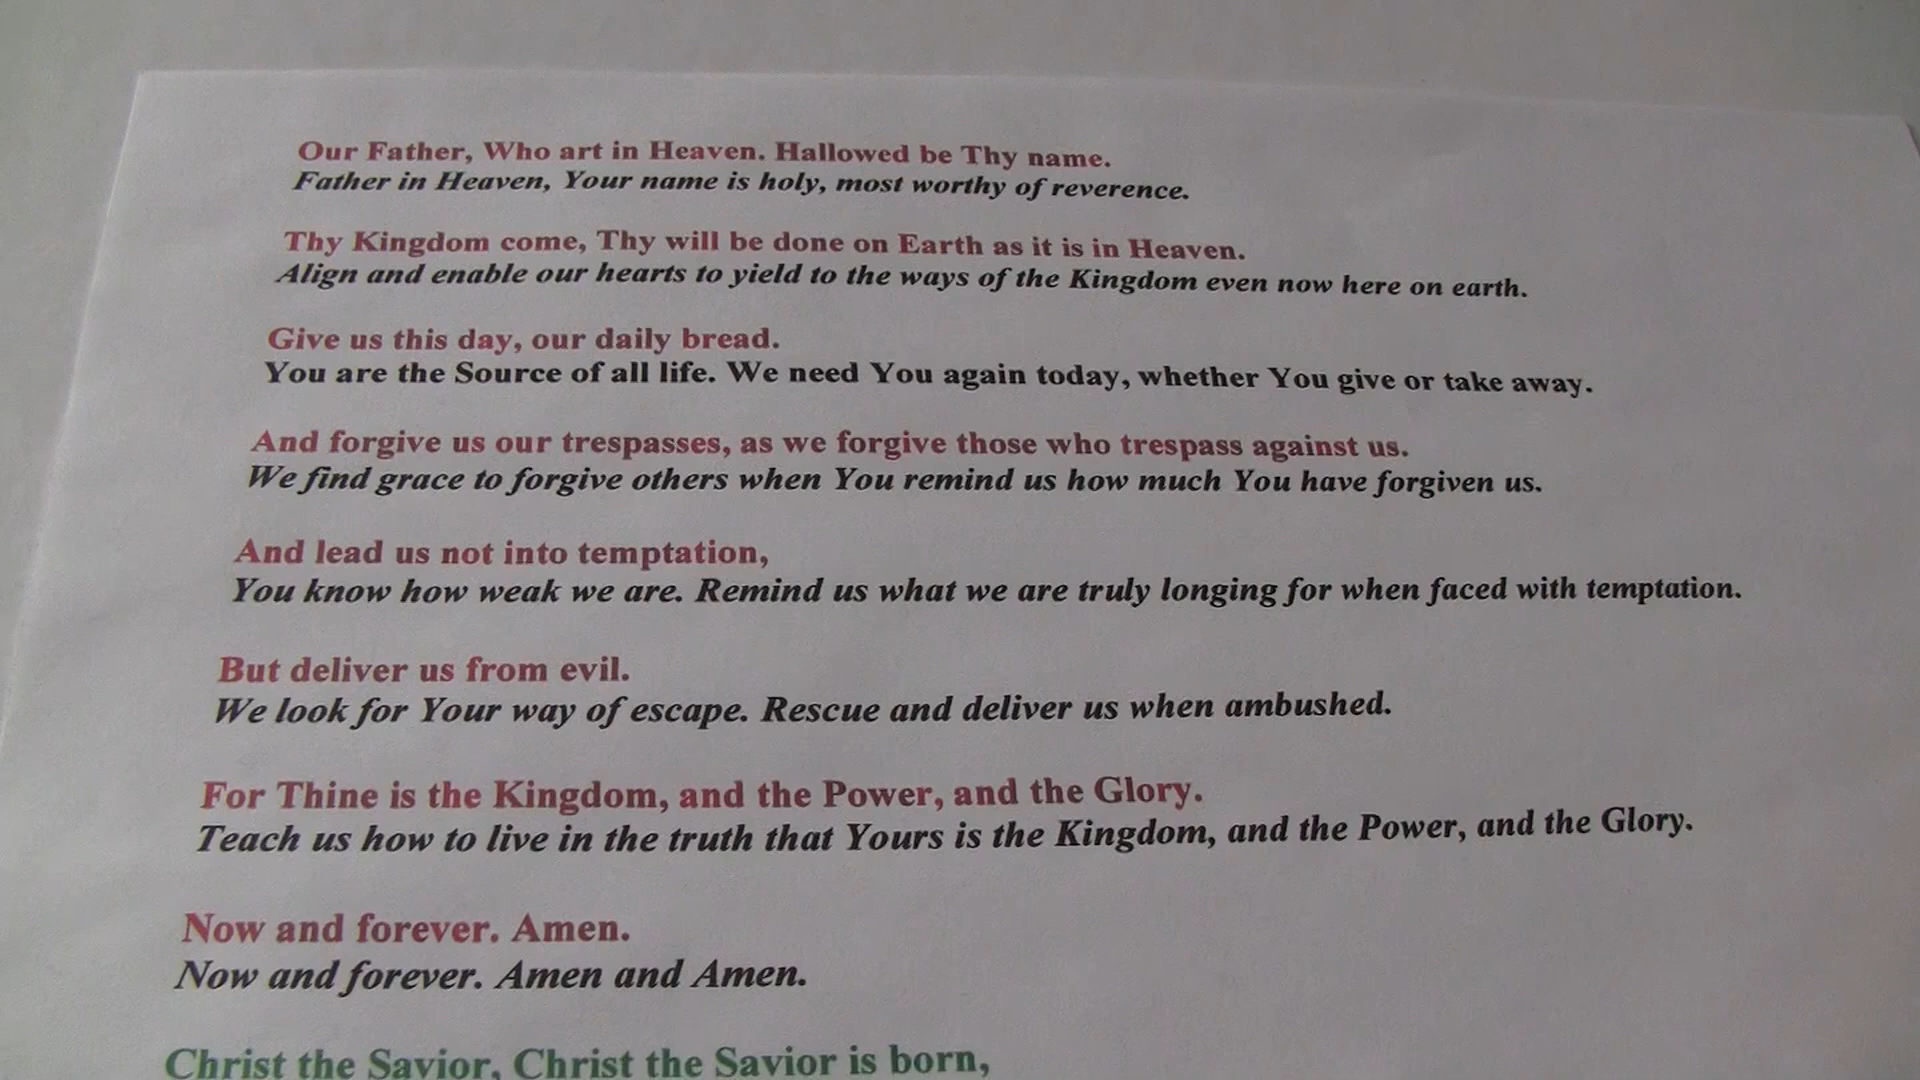 Our Father, Who art in Heaven. Hallowed be Thy name.
Father in Heaven, Your name is holy, most worthy of reverence.
Thy Kingdom come, Thy will be done on Earth as it is in Heaven.
Align and enable our hearts to yield to the ways of the Kingdom even now here on earth.
Give us this day, our daily bread.
You are the Source of all life. We need You again today, whether You give or take away.
And forgive us our trespasses, as we forgive those who trespass against us.
We find grace to forgive others when You remind us how much You have forgiven us.
And lead us not into temptation,
You know how weak we are. Remind us what we are truly longing for when faced with temptation.
But deliver us from evil.
We look for Your way of escape. Rescue and deliver us when ambushed.
For Thine is the Kingdom, and the Power, and the Glory.
Teach us how to live in the truth that Yours is the Kingdom, and the Power, and the Glory.
Now and forever. Amen.
Now and forever. Amen and Amen.
Christ the Savior, Christ the Savior is born,